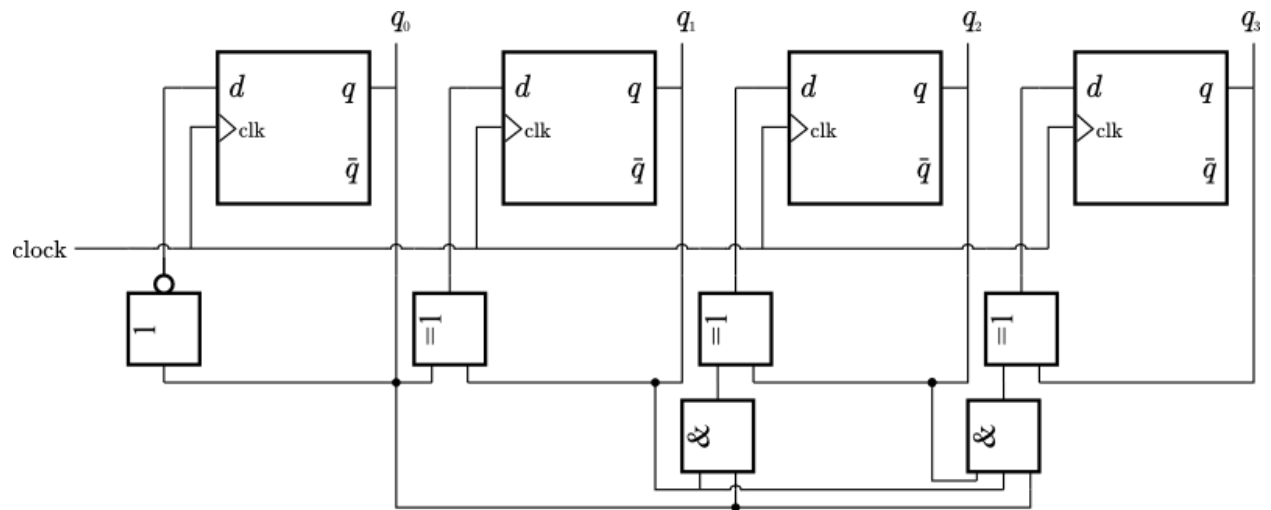 q₀ q₁ q₂ q₃
d q d q d q d q
clk clk clk clk
q̄ q̄ q̄ q̄
clock
1 =1 =1 =1
& &